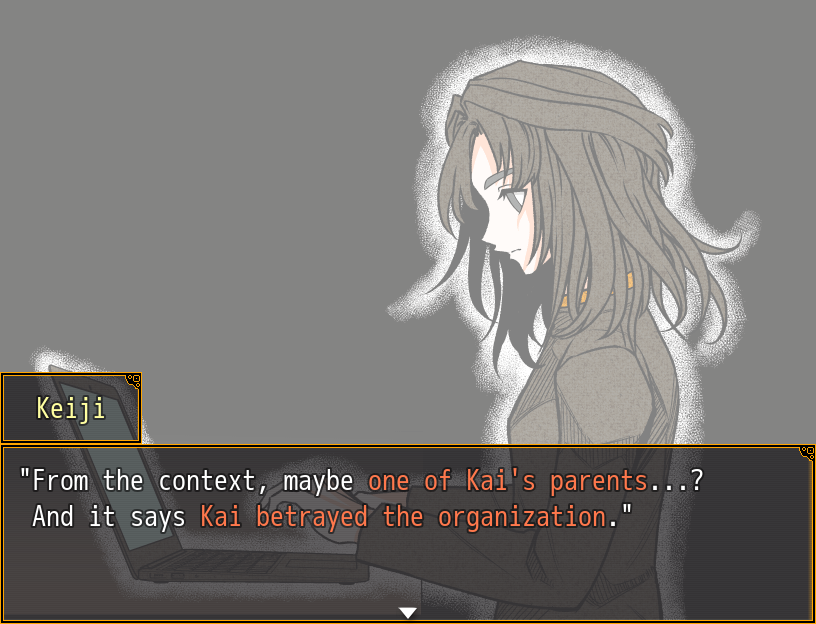 Keiji
"From the context, maybe one of Kai's parents...?
And it says Kai betrayed the organization."